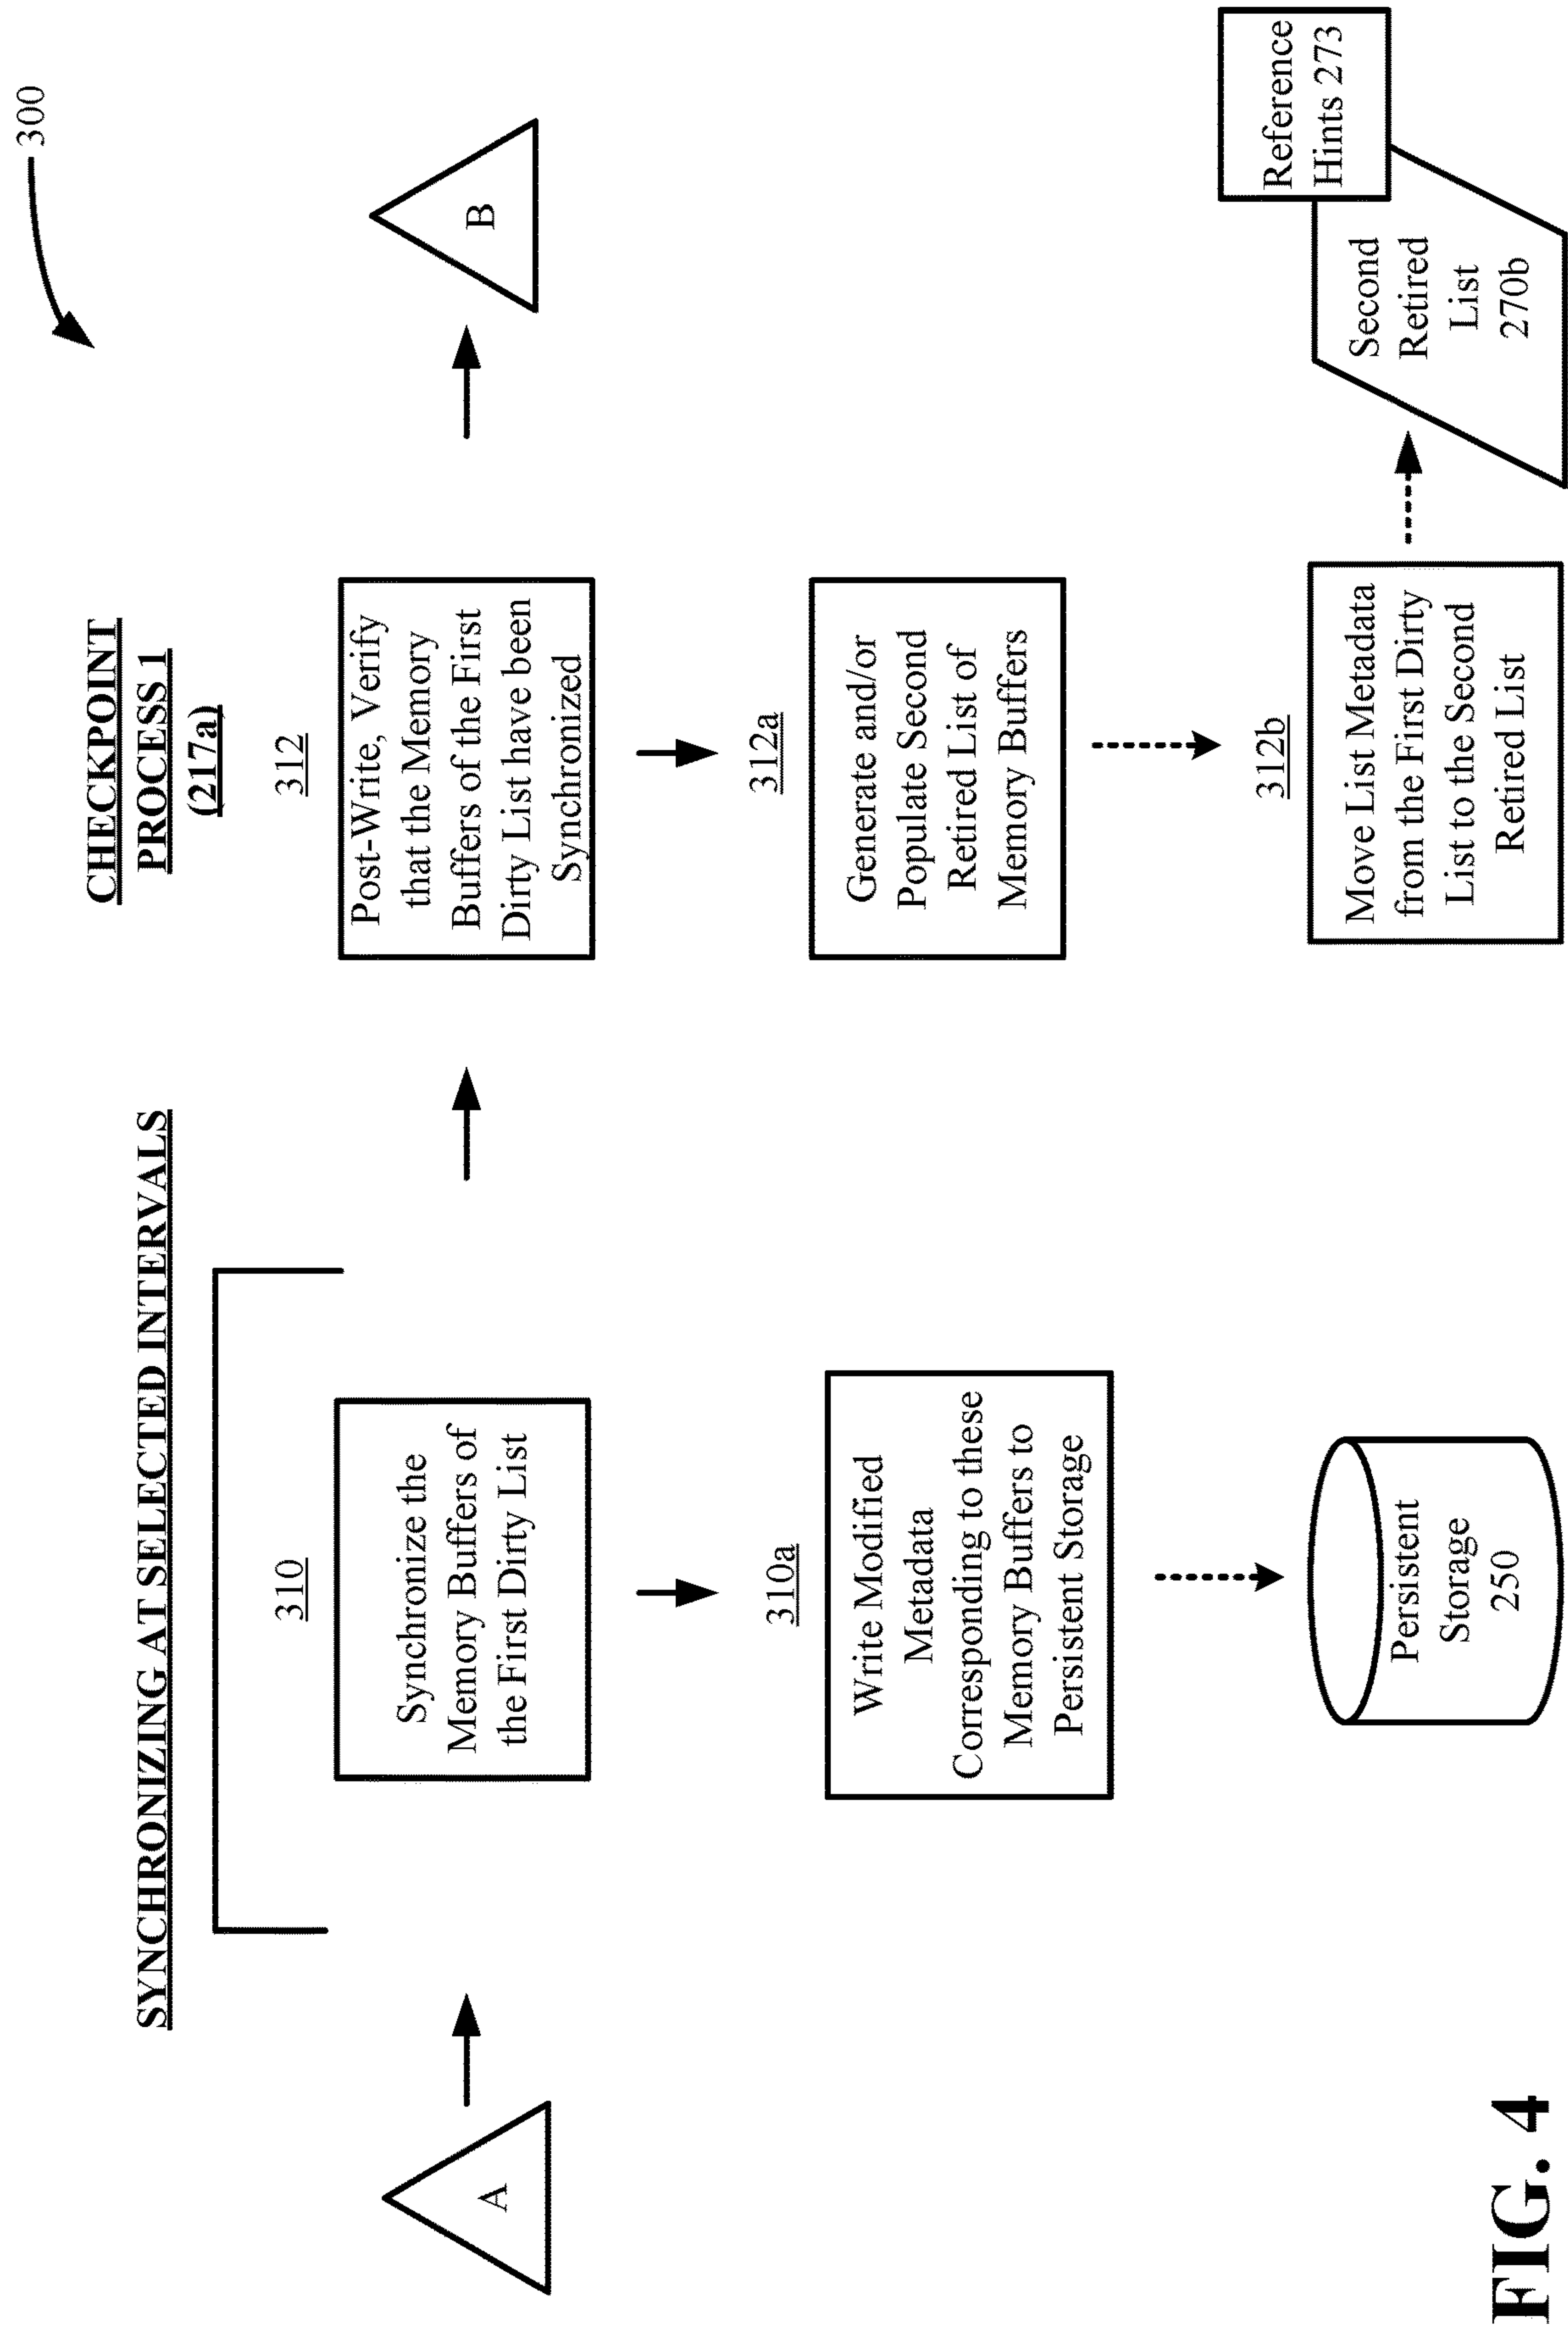 300
SYNCHRONIZING AT SELECTED INTERVALS
CHECKPOINT
PROCESS 1
(217a)
A
310
Synchronize the
Memory Buffers of
the First Dirty List
312
Post-Write, Verify
that the Memory
Buffers of the First
Dirty List have been
Synchronized
B
310a
Write Modified
Metadata
Corresponding to these
Memory Buffers to
Persistent Storage
312a
Generate and/or
Populate Second
Retired List of
Memory Buffers
Persistent
Storage
250
312b
Move List Metadata
from the First Dirty
List to the Second
Retired List
Reference
Hints 273
Second
Retired
List
270b
FIG. 4